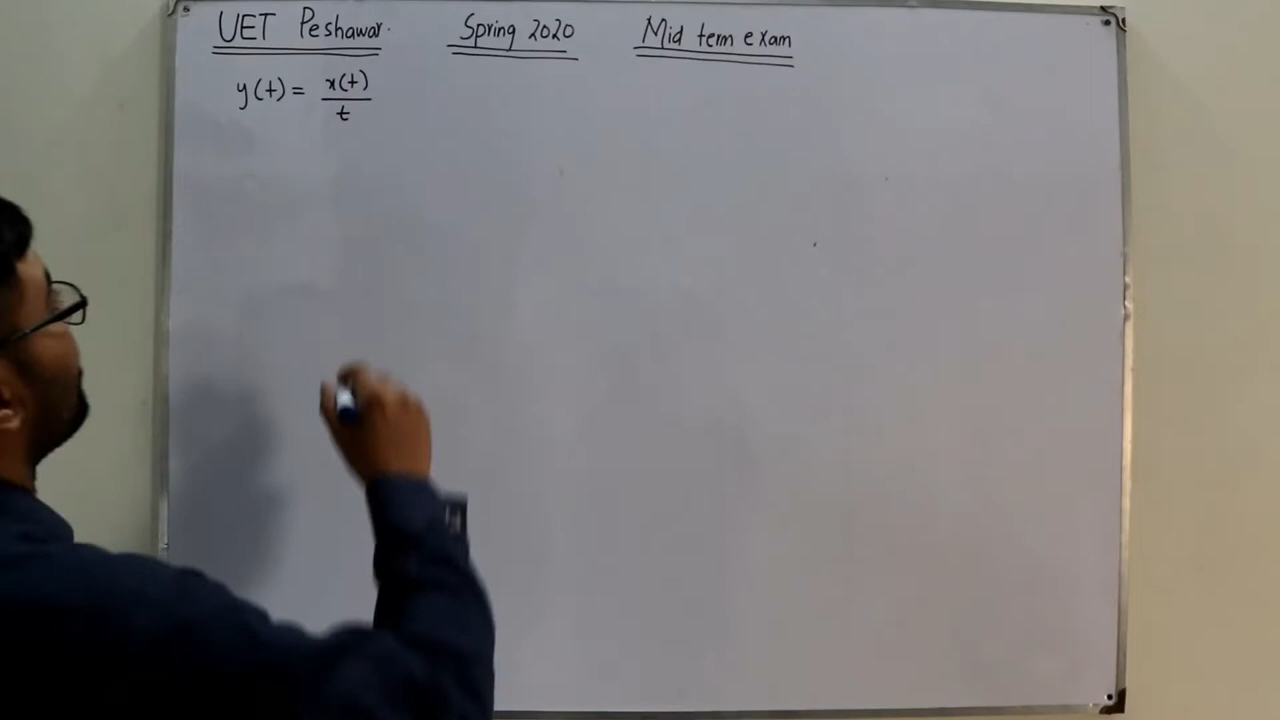 UET Peshawar. Spring 2020 Mid term exam
y(t) = x(t)/t